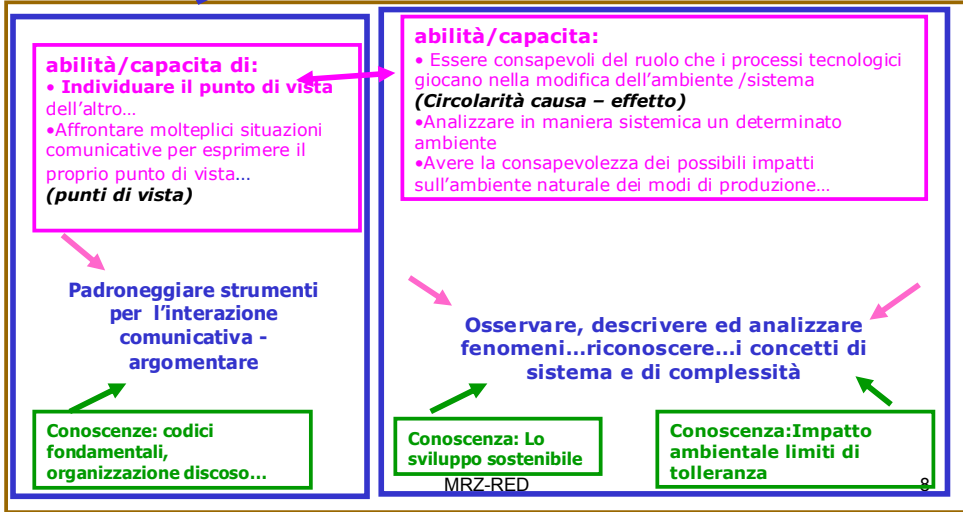 abilità/capacita di:
• Individuare il punto di vista
dell'altro…
•Affrontare molteplici situazioni
comunicative per esprimere il
proprio punto di vista…
(punti di vista)
Padroneggiare strumenti
per l'interazione
comunicativa -
argomentare
Conoscenze: codici
fondamentali,
organizzazione discoso…
abilità/capacita:
• Essere consapevoli del ruolo che i processi tecnologici
giocano nella modifica dell'ambiente /sistema
(Circolarità causa – effetto)
•Analizzare in maniera sistemica un determinato
ambiente
•Avere la consapevolezza dei possibili impatti
sull'ambiente naturale dei modi di produzione…
Osservare, descrivere ed analizzare
fenomeni…riconoscere…i concetti di
sistema e di complessità
Conoscenza: Lo
sviluppo sostenibile
Conoscenza:Impatto
ambientale limiti di
tolleranza
MRZ-RED
8